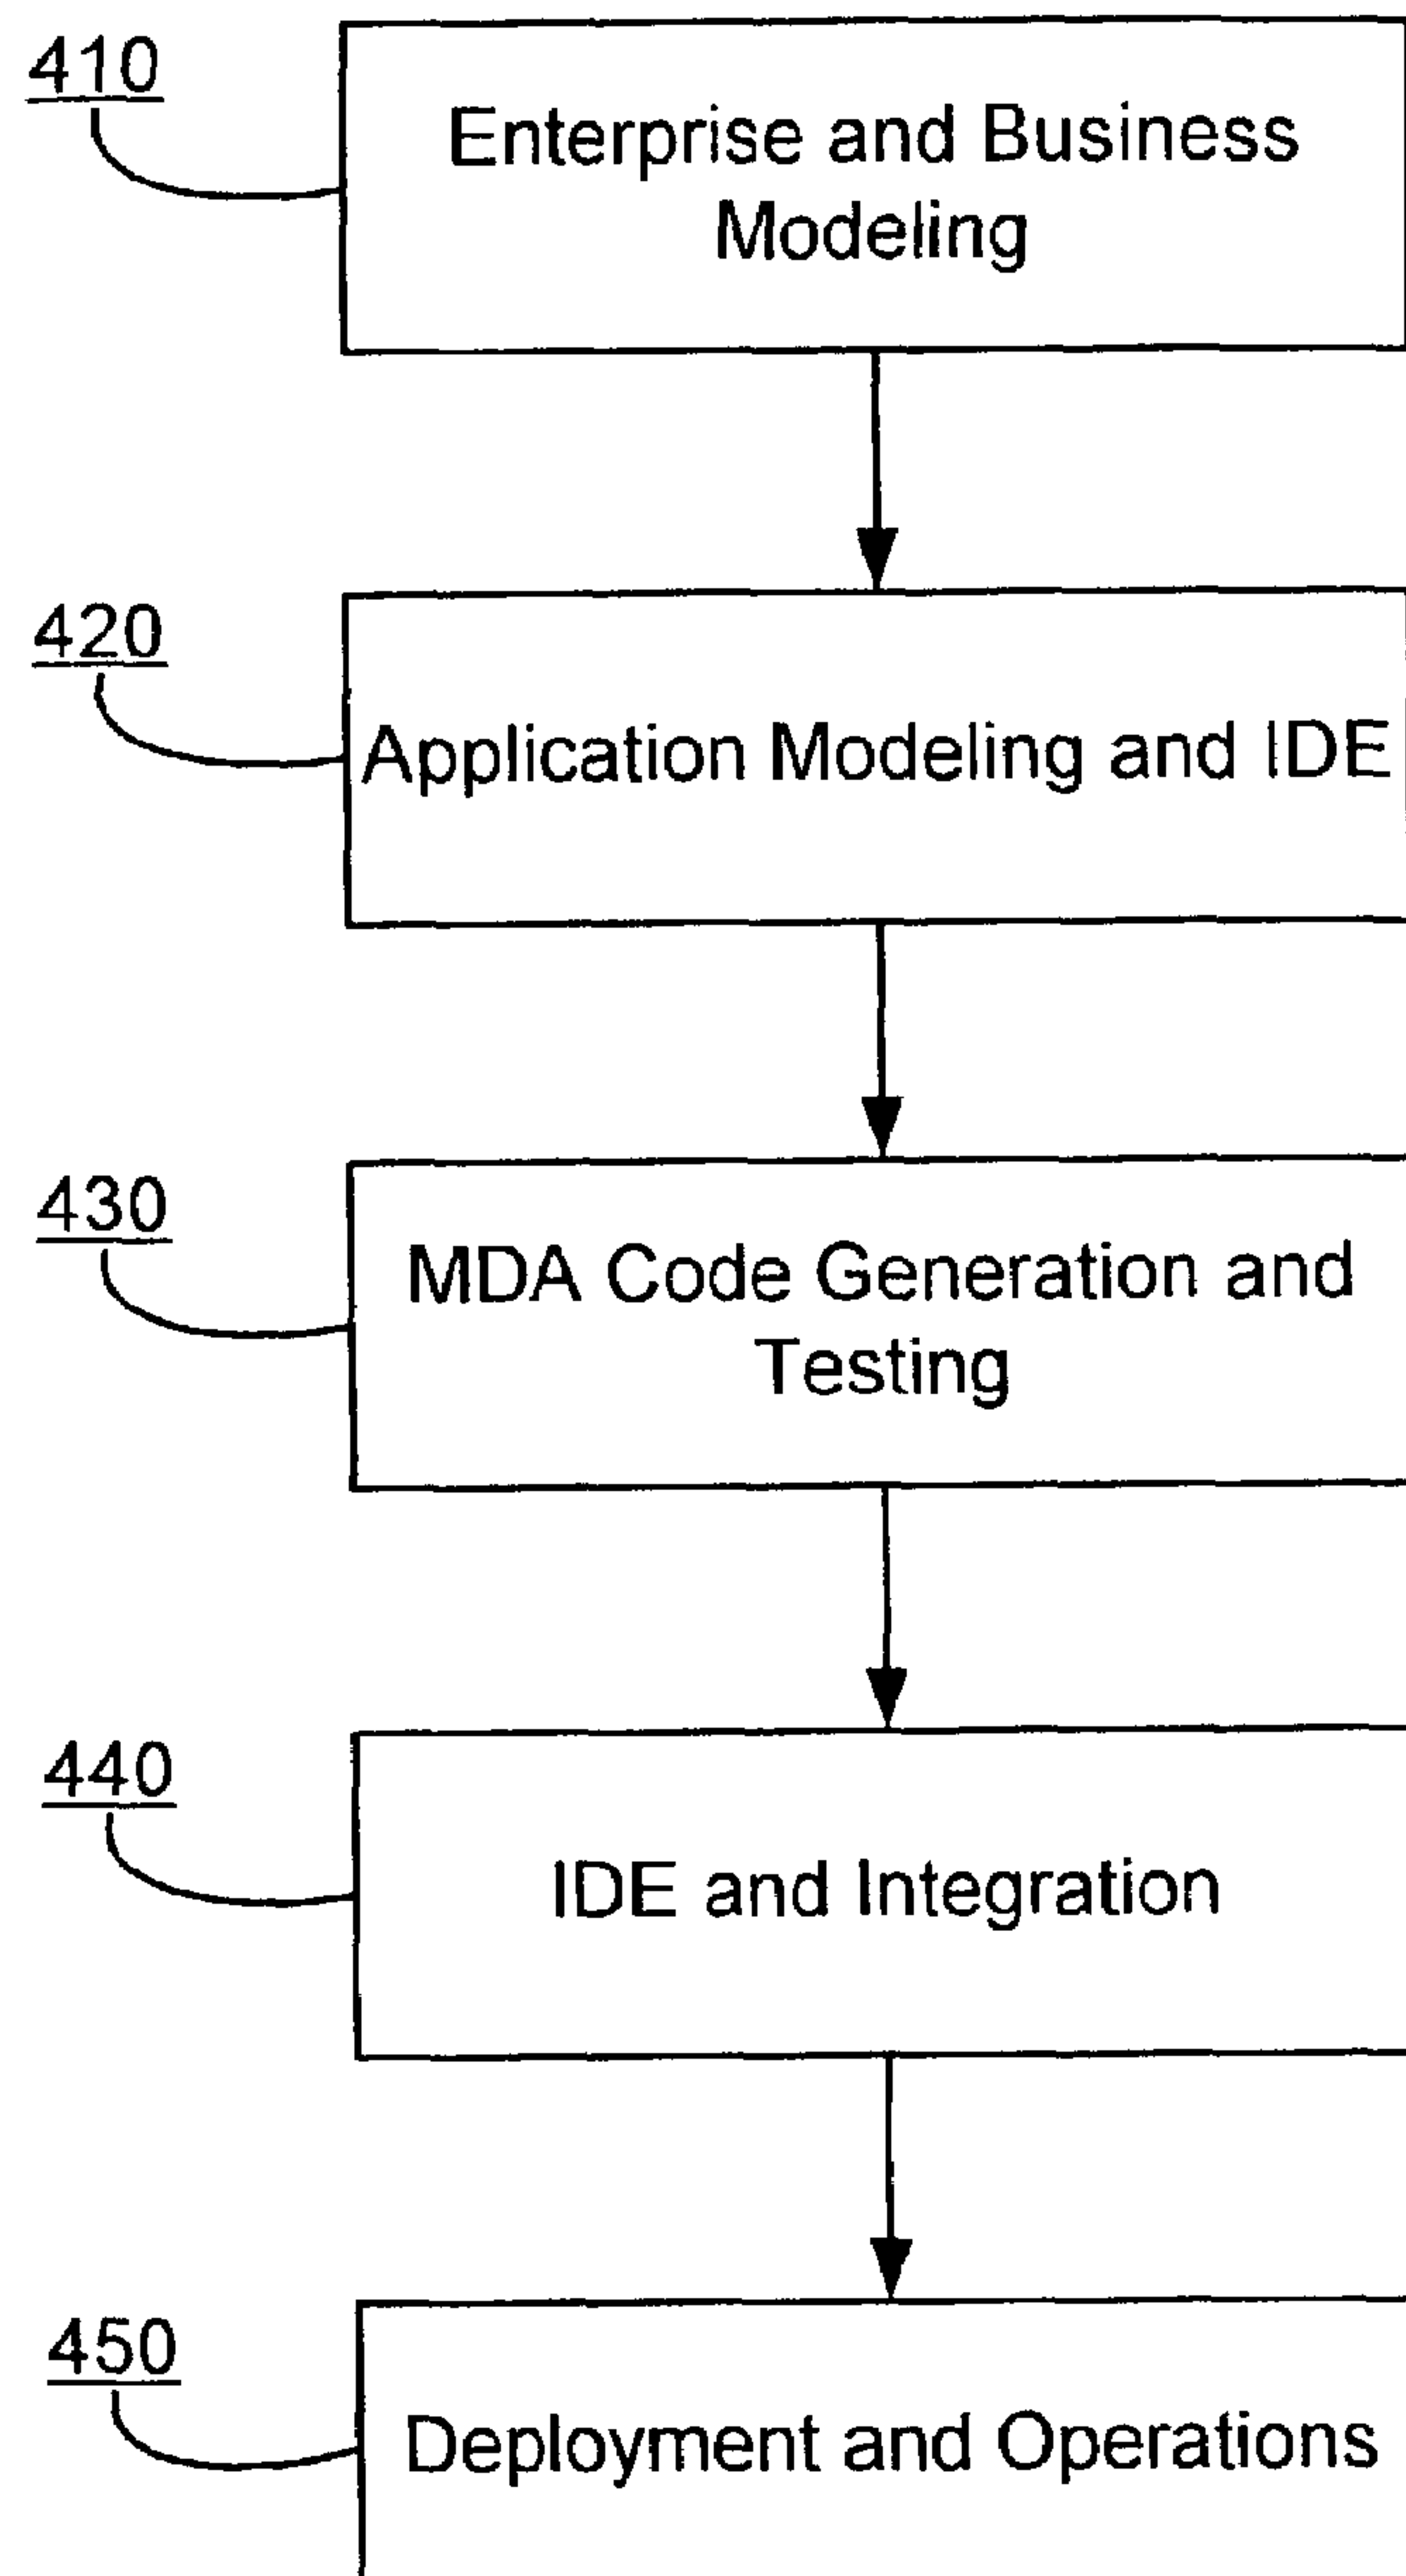 410
Enterprise and Business
Modeling
420
Application Modeling and IDE
430
MDA Code Generation and
Testing
440
IDE and Integration
450
Deployment and Operations